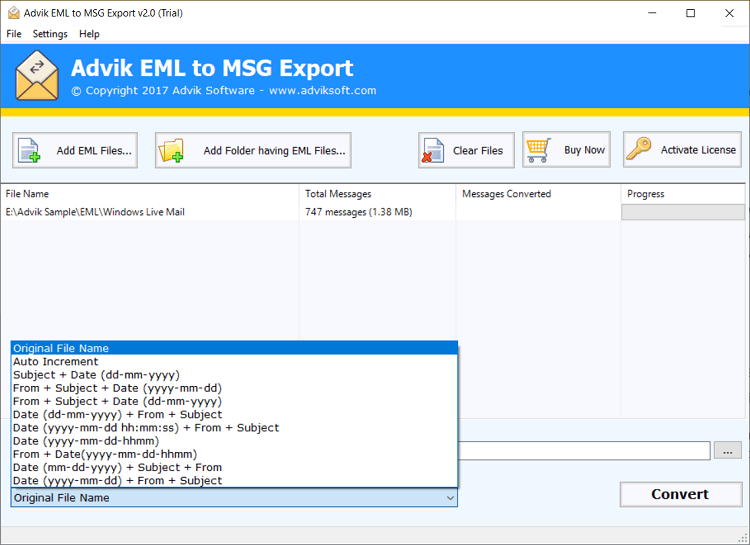 Advik EML to MSG Export v2.0 (Trial)
File Settings Help
Advik EML to MSG Export
© Copyright 2017 Advik Software - www.adviksoft.com
Add EML Files... Add Folder having EML Files... Clear Files Buy Now Activate License
File Name Total Messages Messages Converted Progress
E:\Advik Sample\EML\Windows Live Mail 747 messages (1.38 MB)
Original File Name
Auto Increment
Subject + Date (dd-mm-yyyy)
From + Subject + Date (yyyy-mm-dd)
From + Subject + Date (dd-mm-yyyy)
Date (dd-mm-yyyy) + From + Subject
Date (yyyy-mm-dd hh:mm:ss) + From + Subject
Date (yyyy-mm-dd-hhmm)
From + Date(yyyy-mm-dd-hhmm)
Date (mm-dd-yyyy) + Subject + From
Date (yyyy-mm-dd) + From + Subject
...
Original File Name
Convert